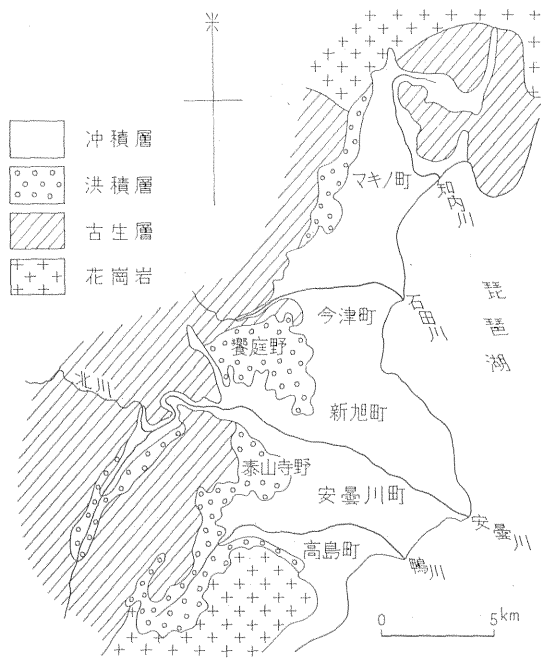 冲積層
洪積層
古生層
花崗岩
マキノ町
知内川
琵琶湖
石田川
今津町
饗庭野
北川
新旭町
泰山寺野
安曇川町
安曇川
高島町
鴨川
0 5km